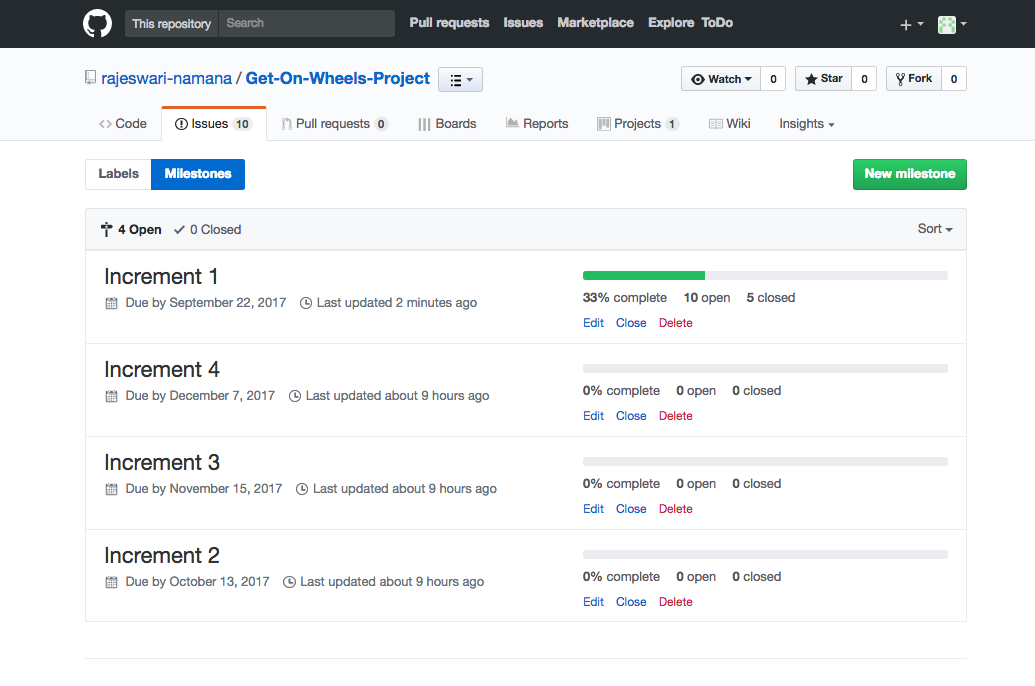 This repository Search Pull requests Issues Marketplace Explore ToDo
rajeswari-namana / Get-On-Wheels-Project Watch 0 Star 0 Fork 0
Code Issues 10 Pull requests 0 Boards Reports Projects 1 Wiki Insights
Labels Milestones New milestone
4 Open 0 Closed Sort
Increment 1
Due by September 22, 2017 Last updated 2 minutes ago
33% complete 10 open 5 closed
Edit Close Delete
Increment 4
Due by December 7, 2017 Last updated about 9 hours ago
0% complete 0 open 0 closed
Edit Close Delete
Increment 3
Due by November 15, 2017 Last updated about 9 hours ago
0% complete 0 open 0 closed
Edit Close Delete
Increment 2
Due by October 13, 2017 Last updated about 9 hours ago
0% complete 0 open 0 closed
Edit Close Delete